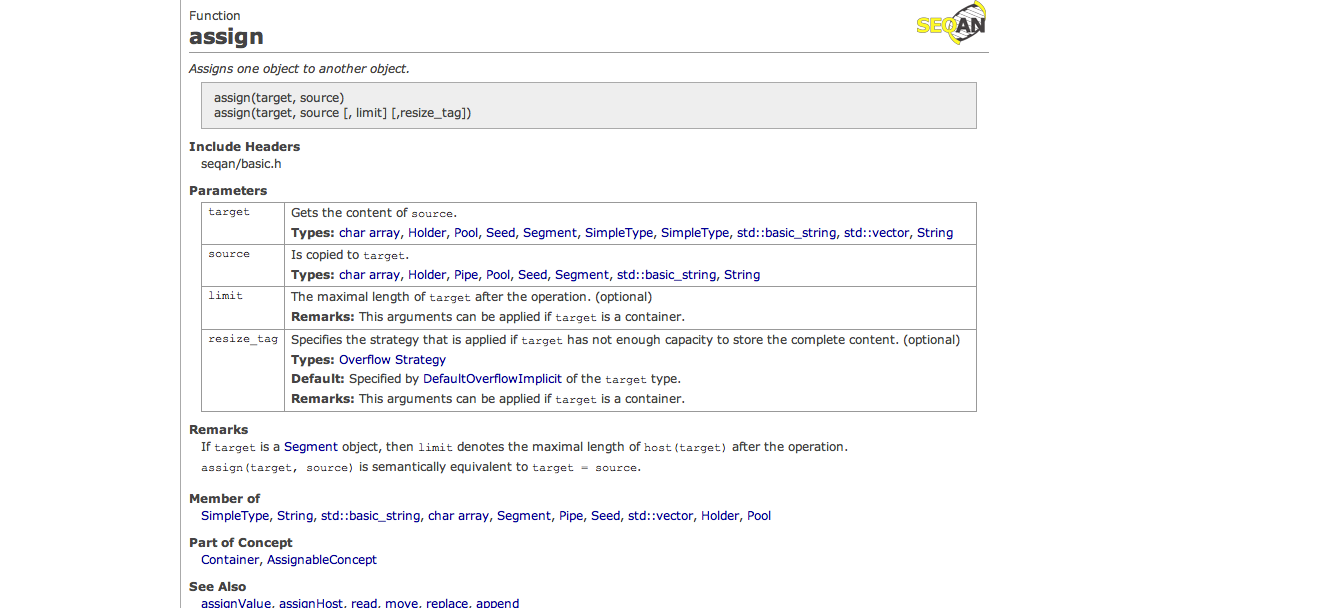 Function
SEQAN
assign
Assigns one object to another object.
assign(target, source)
assign(target, source [, limit] [,resize_tag])
Include Headers
seqan/basic.h
Parameters
target
Gets the content of source.
Types: char array, Holder, Pool, Seed, Segment, SimpleType, SimpleType, std::basic_string, std::vector, String
source
Is copied to target.
Types: char array, Holder, Pipe, Pool, Seed, Segment, std::basic_string, String
limit
The maximal length of target after the operation. (optional)
Remarks: This arguments can be applied if target is a container.
resize_tag
Specifies the strategy that is applied if target has not enough capacity to store the complete content. (optional)
Types: Overflow Strategy
Default: Specified by DefaultOverflowImplicit of the target type.
Remarks: This arguments can be applied if target is a container.
Remarks
If target is a Segment object, then limit denotes the maximal length of host(target) after the operation.
assign(target, source) is semantically equivalent to target = source.
Member of
SimpleType, String, std::basic_string, char array, Segment, Pipe, Seed, std::vector, Holder, Pool
Part of Concept
Container, AssignableConcept
See Also
assignValue, assignHost, read, move, replace, append